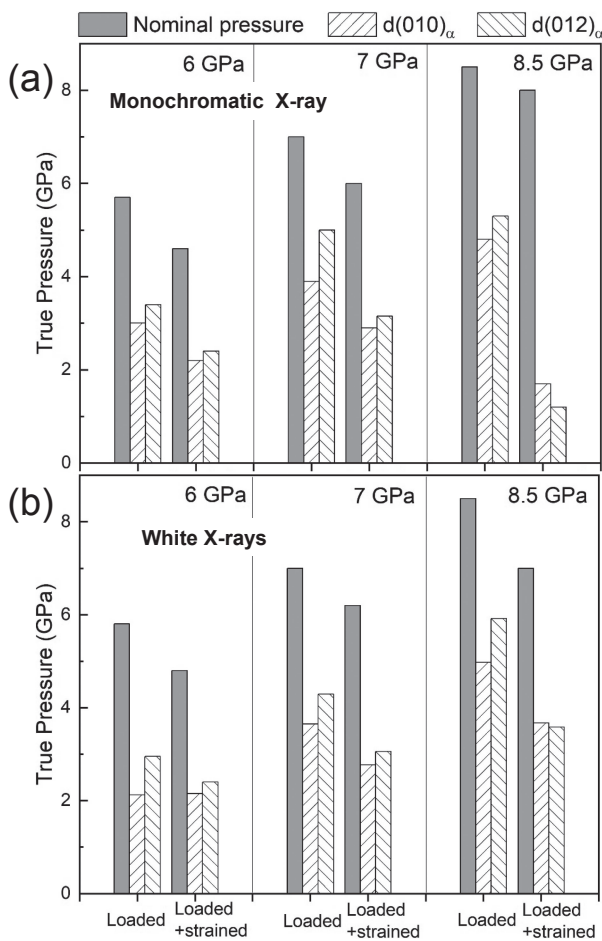 Nominal pressure d(010)α d(012)α
(a)
6 GPa 7 GPa 8.5 GPa
Monochromatic X-ray
True Pressure (GPa)
8
6
4
2
0
(b)
6 GPa 7 GPa 8.5 GPa
White X-rays
True Pressure (GPa)
8
6
4
2
0
Loaded Loaded +strained Loaded Loaded +strained Loaded Loaded +strained